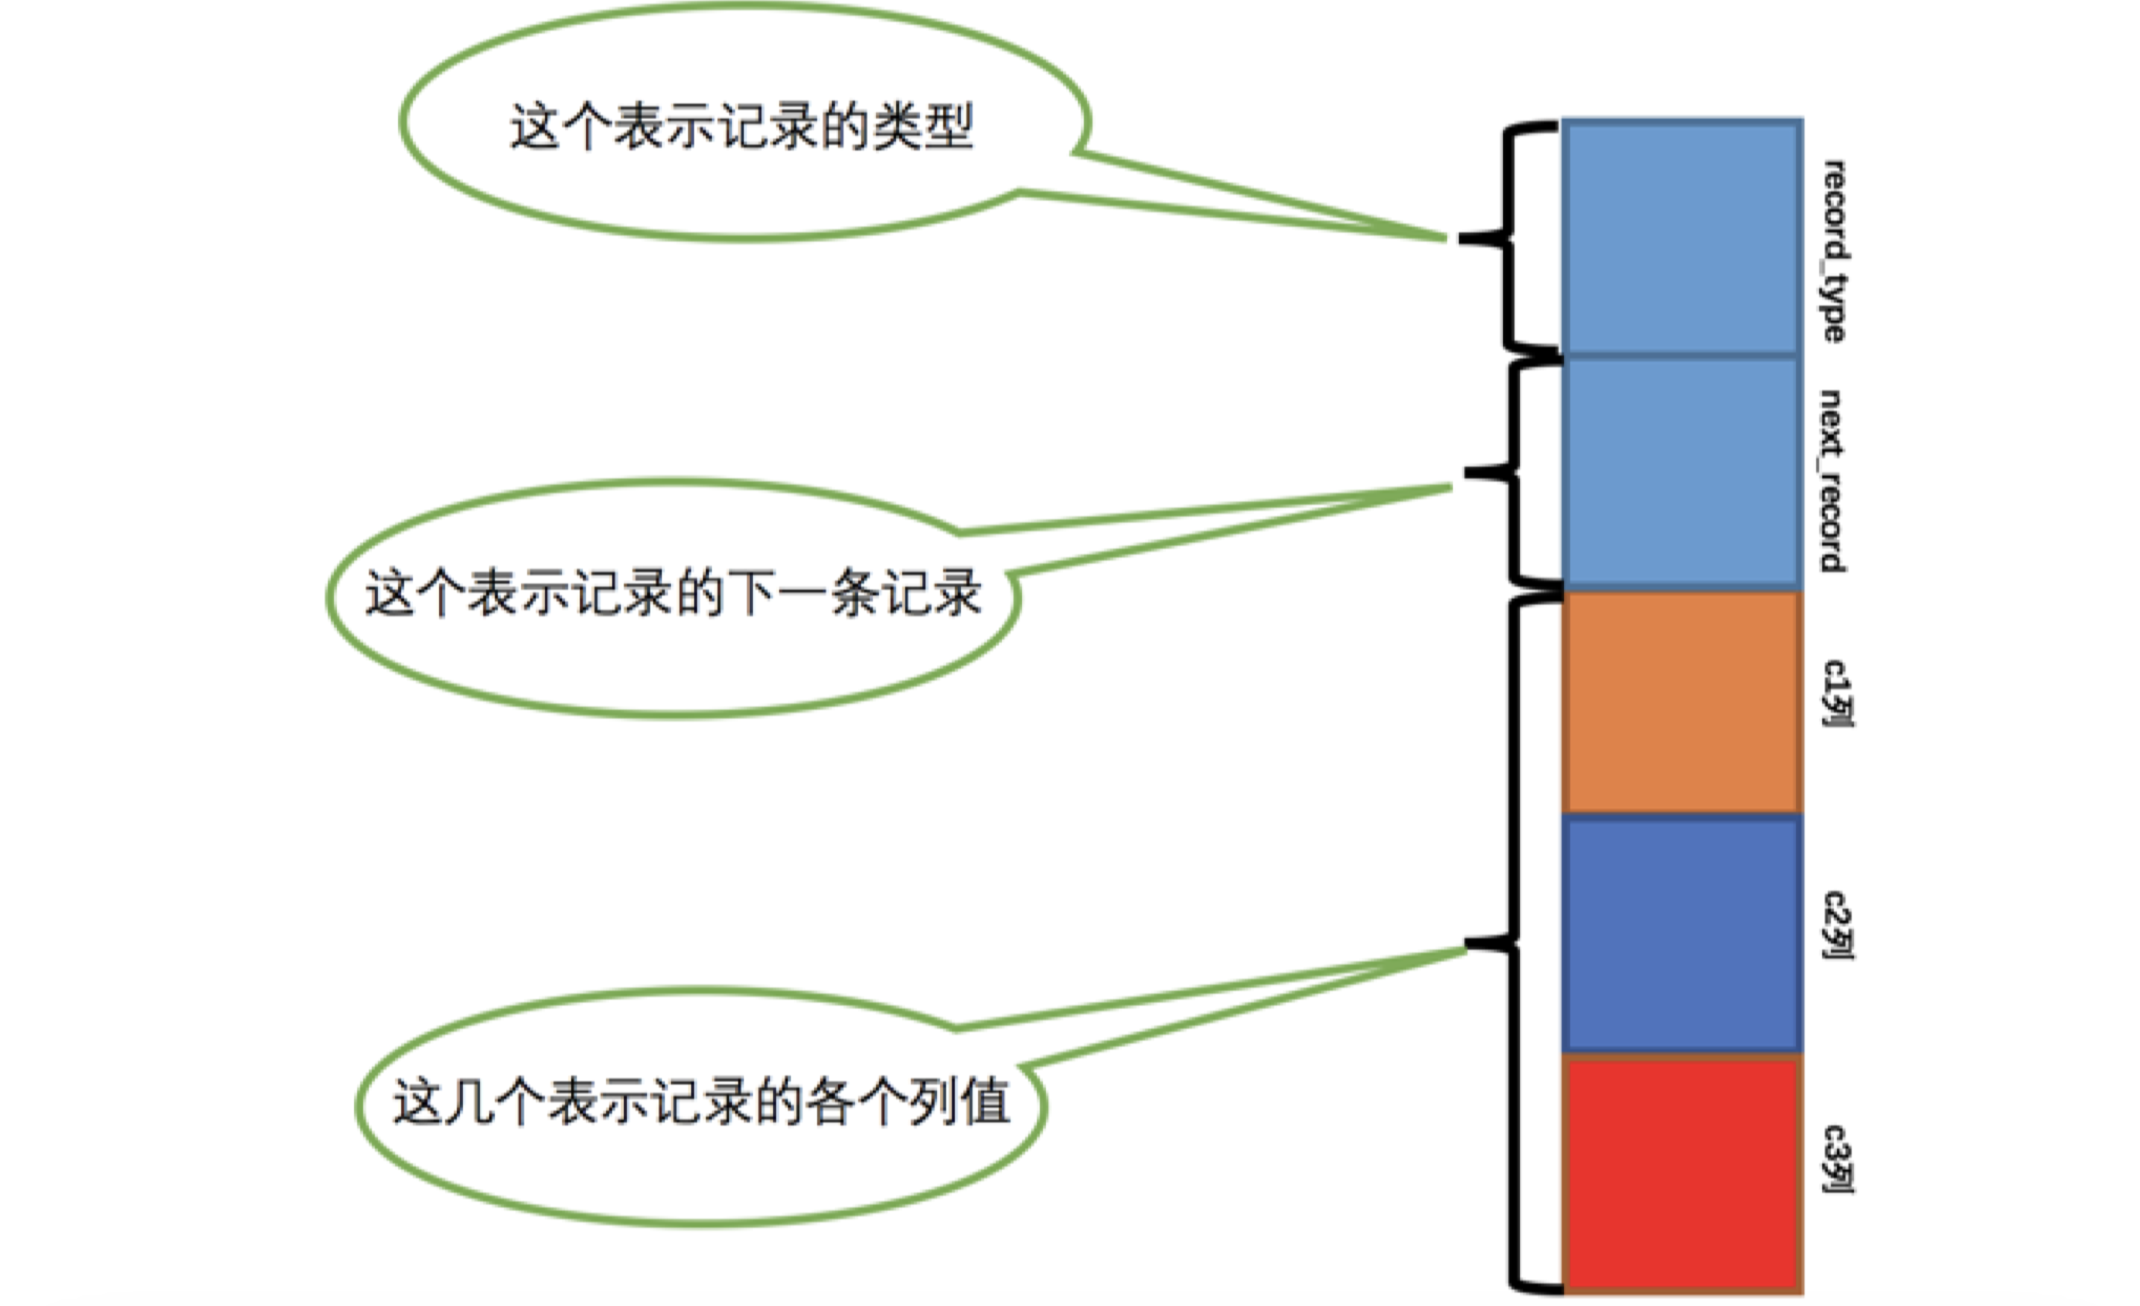 这个表示记录的类型
record_type
next_record
这个表示记录的下一条记录
c1列
c2列
这几个表示记录的各个列值
c3列